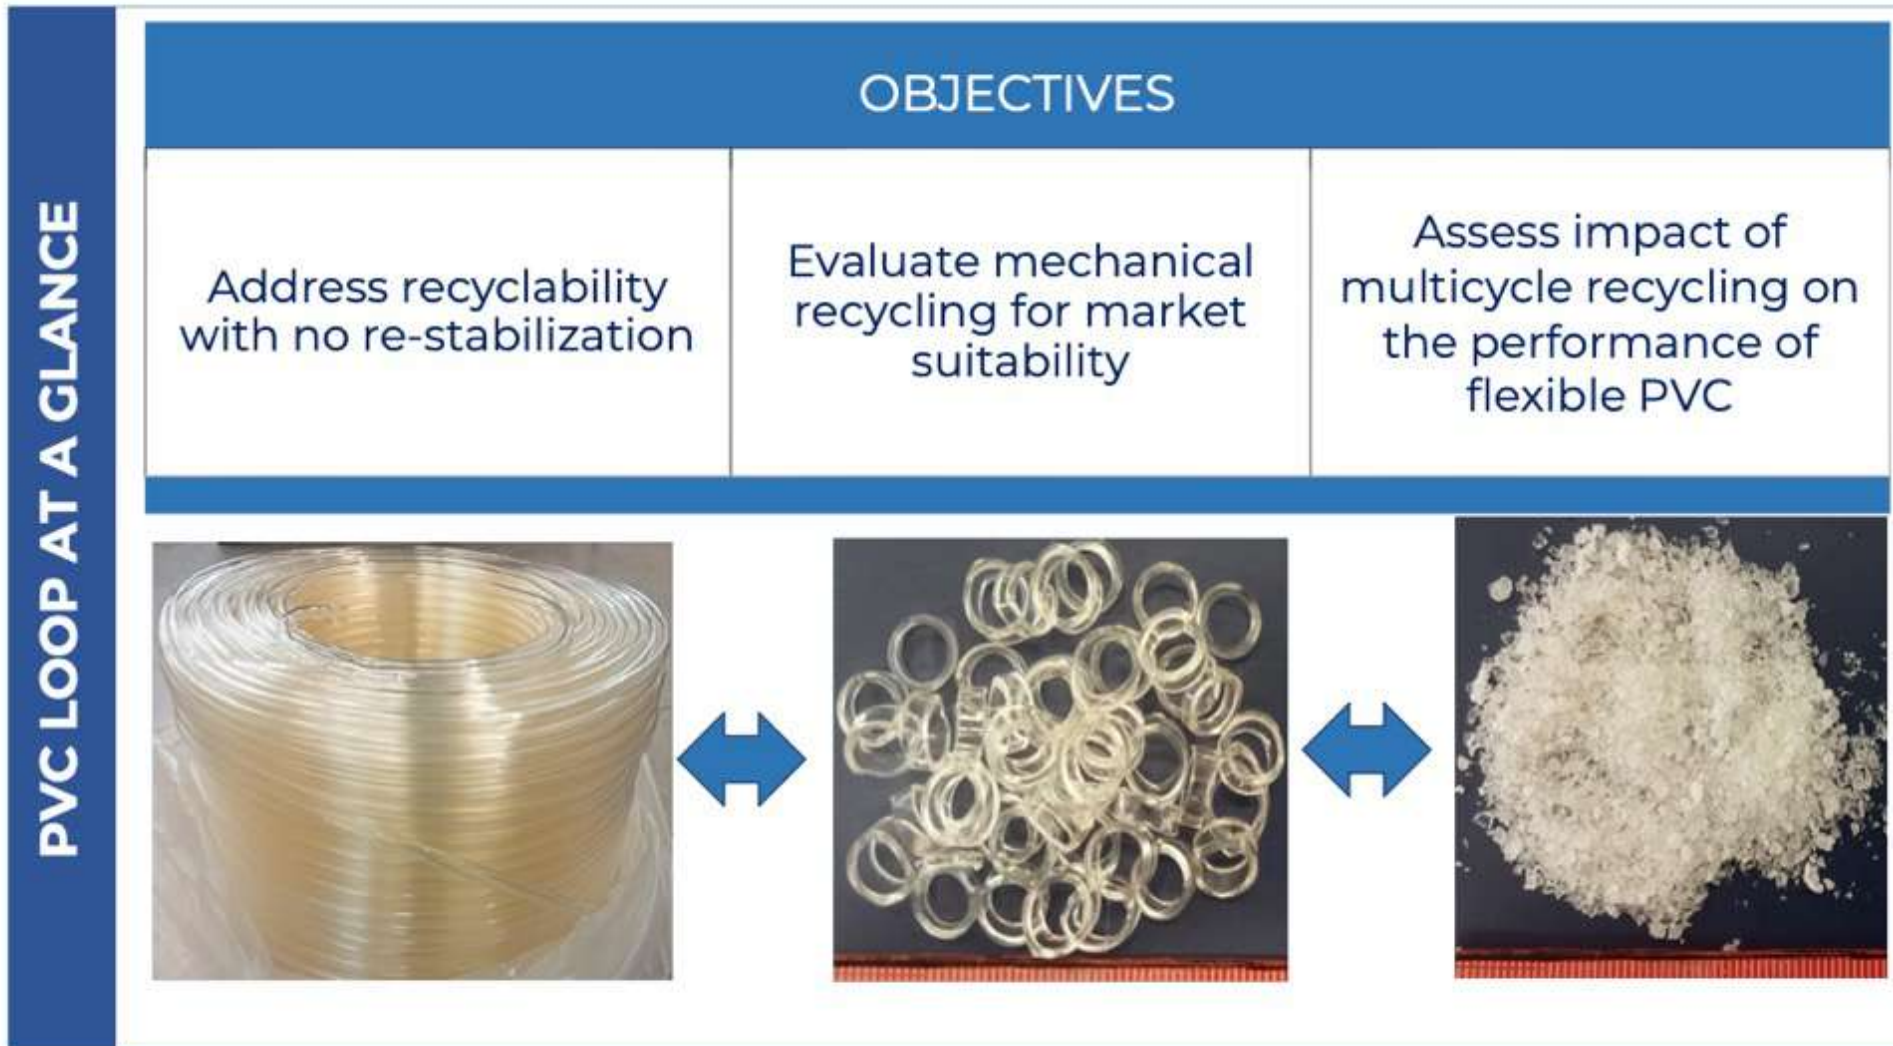 PVC LOOP AT A GLANCE
OBJECTIVES
Address recyclability
with no re-stabilization
Evaluate mechanical
recycling for market
suitability
Assess impact of
multicycle recycling on
the performance of
flexible PVC